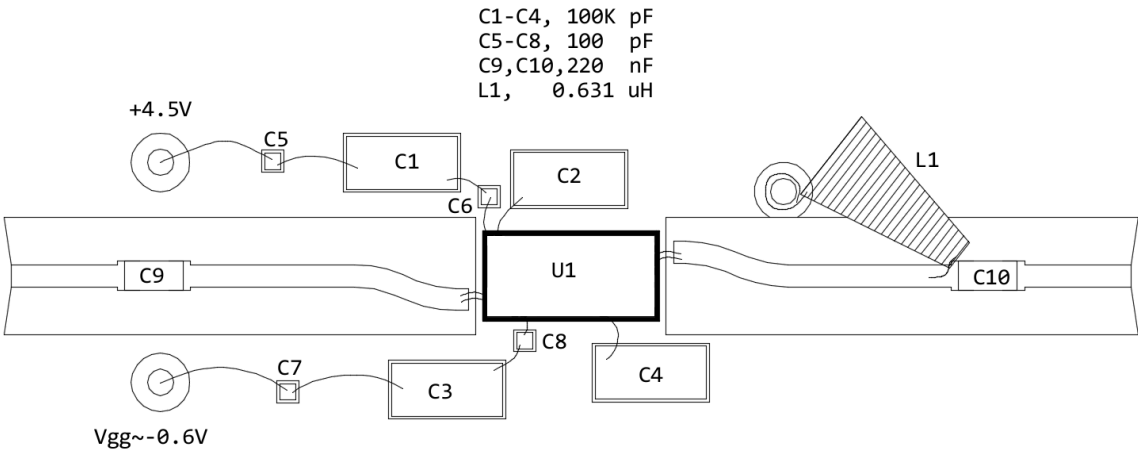 C1-C4, 100K pF
C5-C8, 100 pF
C9,C10,220 nF
L1, 0.631 uH
+4.5V
C5
C1
C2
L1
C6
C9
U1
C10
C8
C7
C3
C4
Vgg~-0.6V